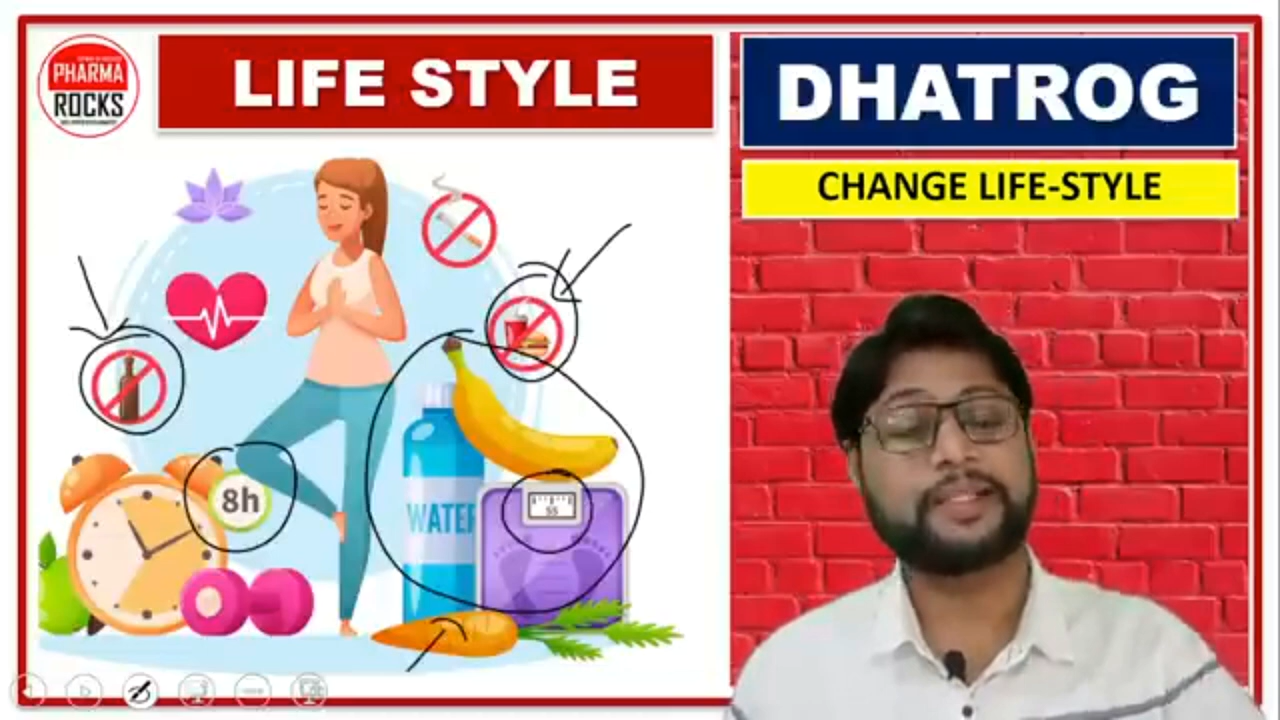 PHARMA
ROCKS
LIFE STYLE
DHATROG
CHANGE LIFE-STYLE
8h
WATER
55